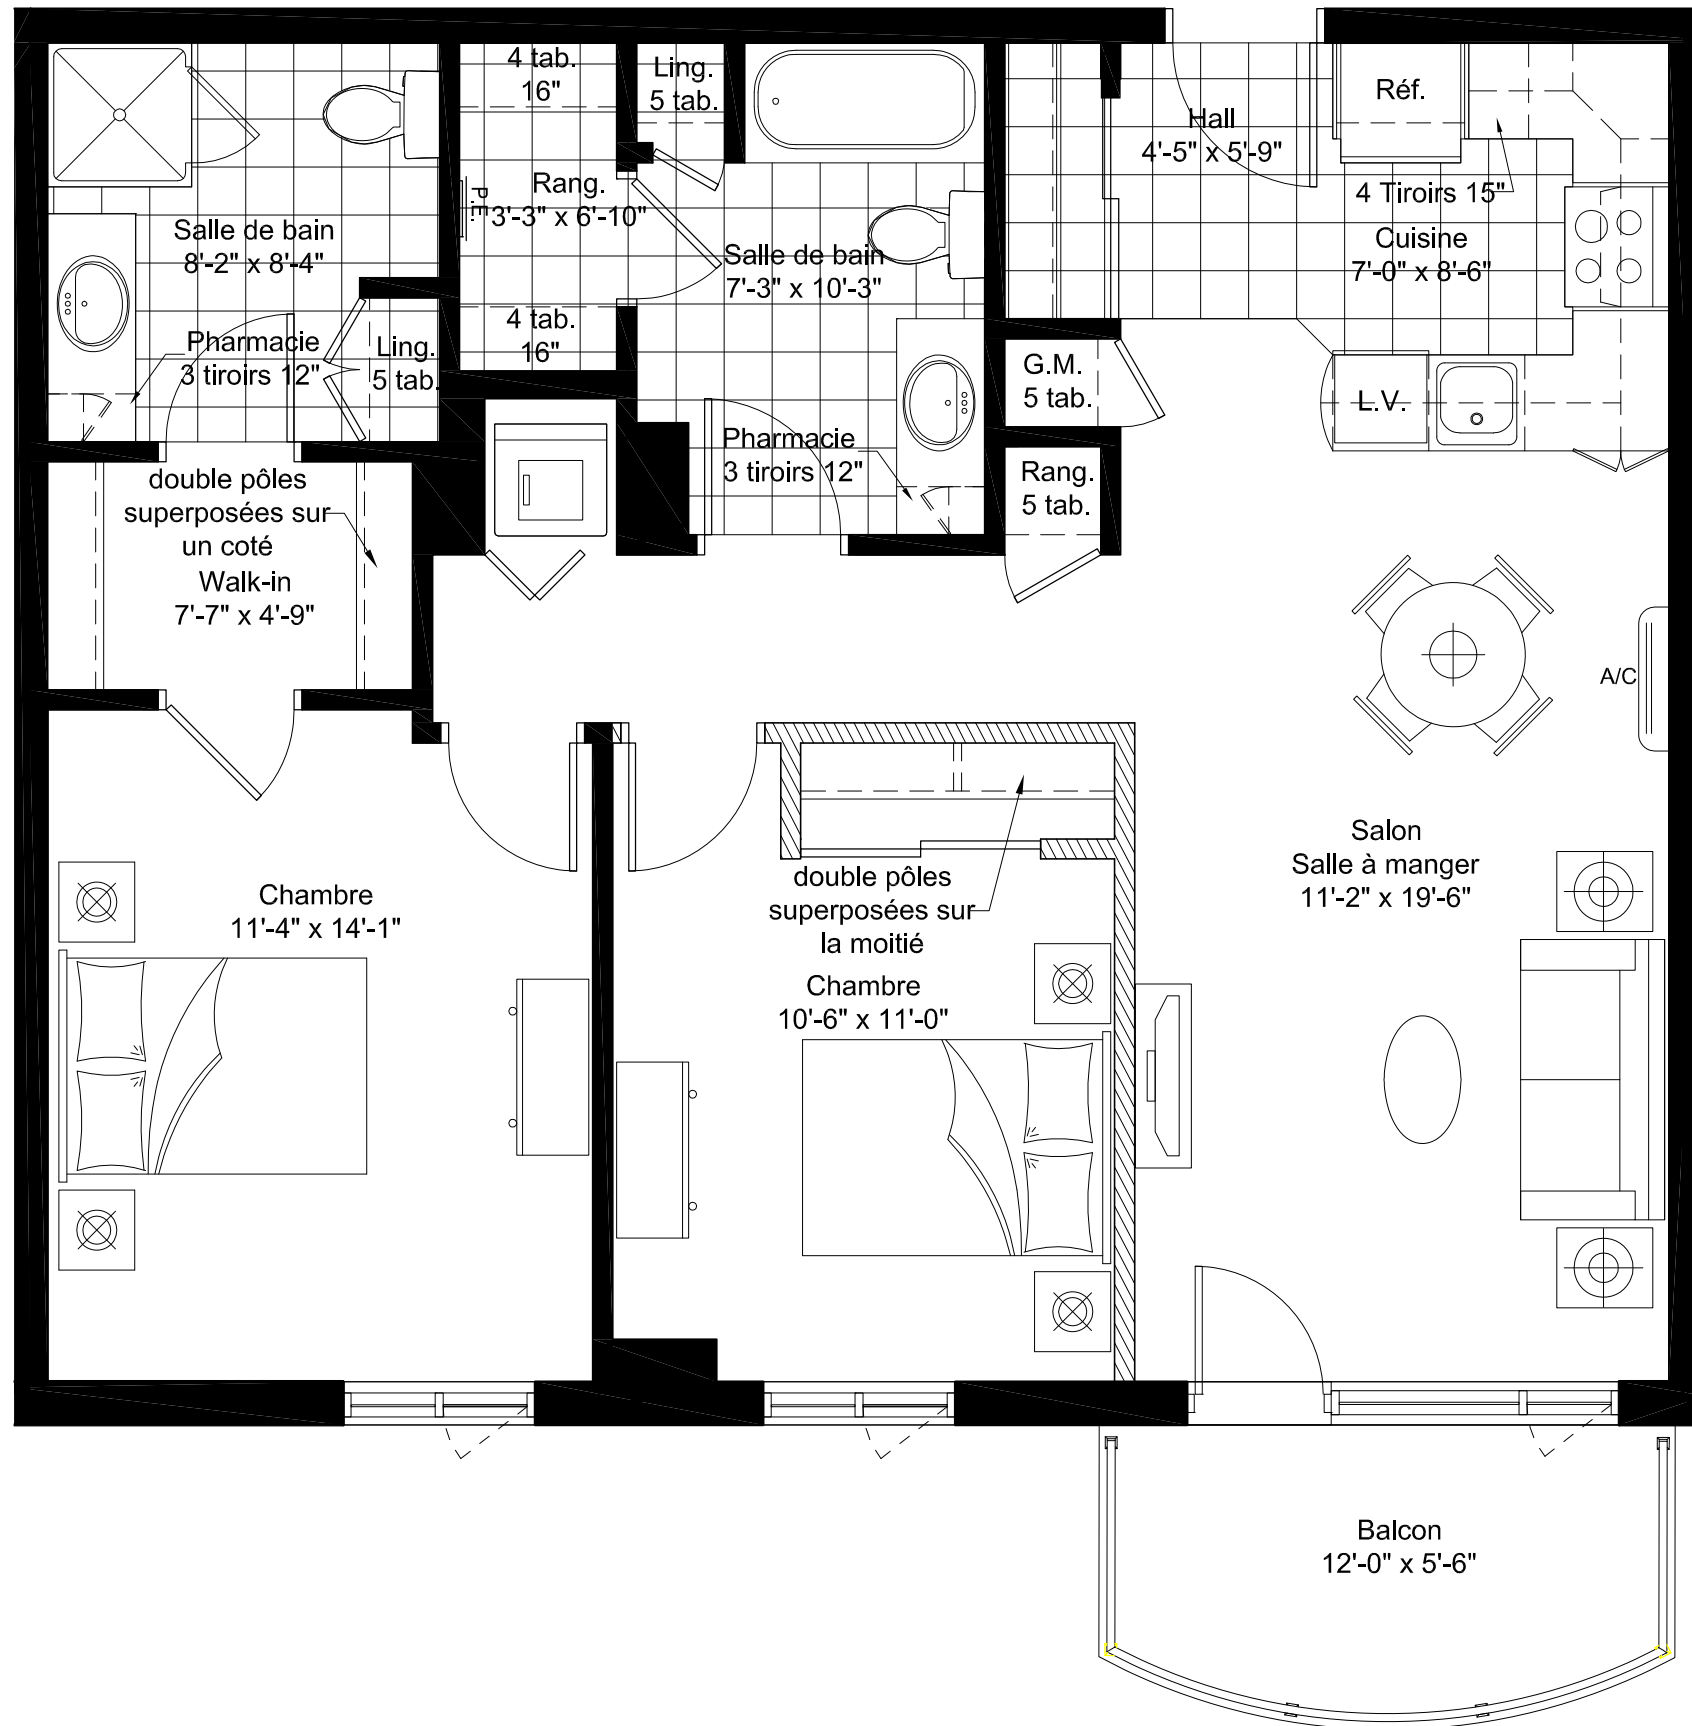 4 tab.
16"
Ling.
5 tab.
Réf.
Hall
4'-5" x 5'-9"
P.E.
Rang.
3'-3" x 6'-10"
4 Tiroirs 15"
Salle de bain
8'-2" x 8'-4"
Salle de bain
7'-3" x 10'-3"
Cuisine
7'-0" x 8'-6"
4 tab.
16"
Pharmacie
3 tiroirs 12"
Ling.
5 tab.
G.M.
5 tab.
L.V.
Pharmacie
3 tiroirs 12"
Rang.
5 tab.
double pôles
superposées sur
un coté
Walk-in
7'-7" x 4'-9"
A/C
Salon
Salle à manger
11'-2" x 19'-6"
Chambre
11'-4" x 14'-1"
double pôles
superposées sur
la moitié
Chambre
10'-6" x 11'-0"
Balcon
12'-0" x 5'-6"